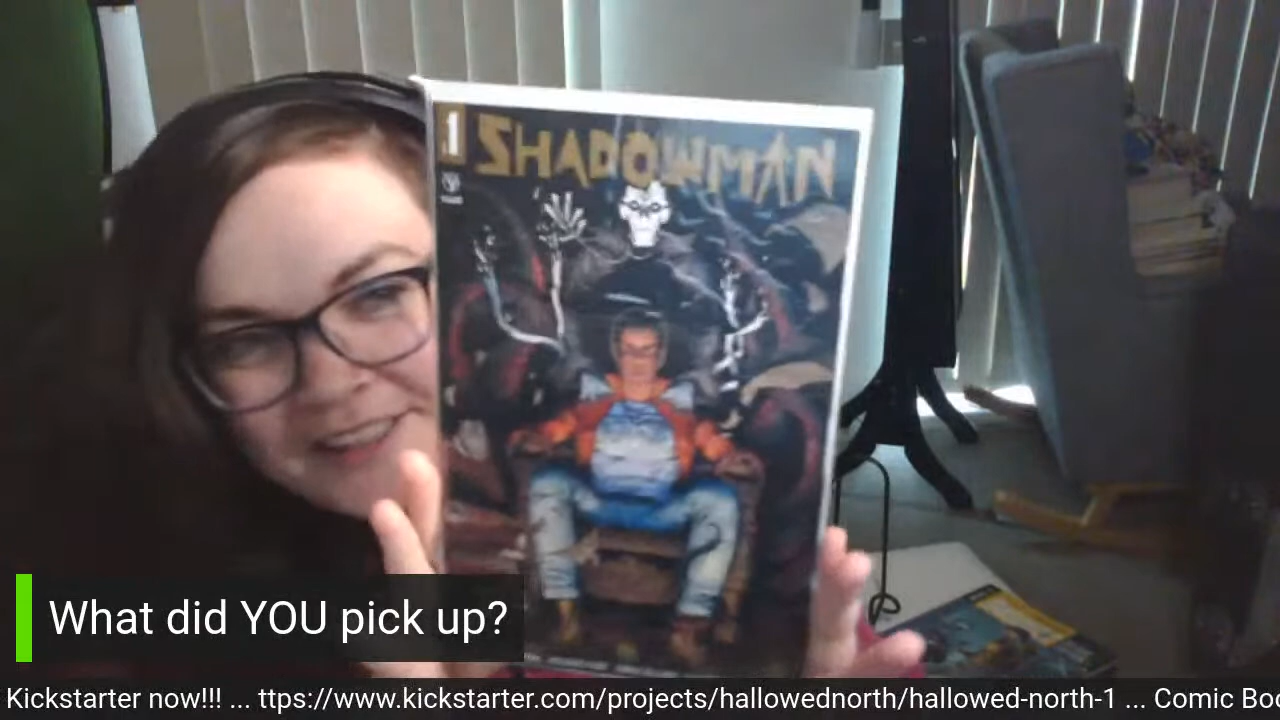 1 SHADOWMAN
What did YOU pick up?
Kickstarter now!!! ... ttps://www.kickstarter.com/projects/hallowednorth/hallowed-north-1 ... Comic Boo